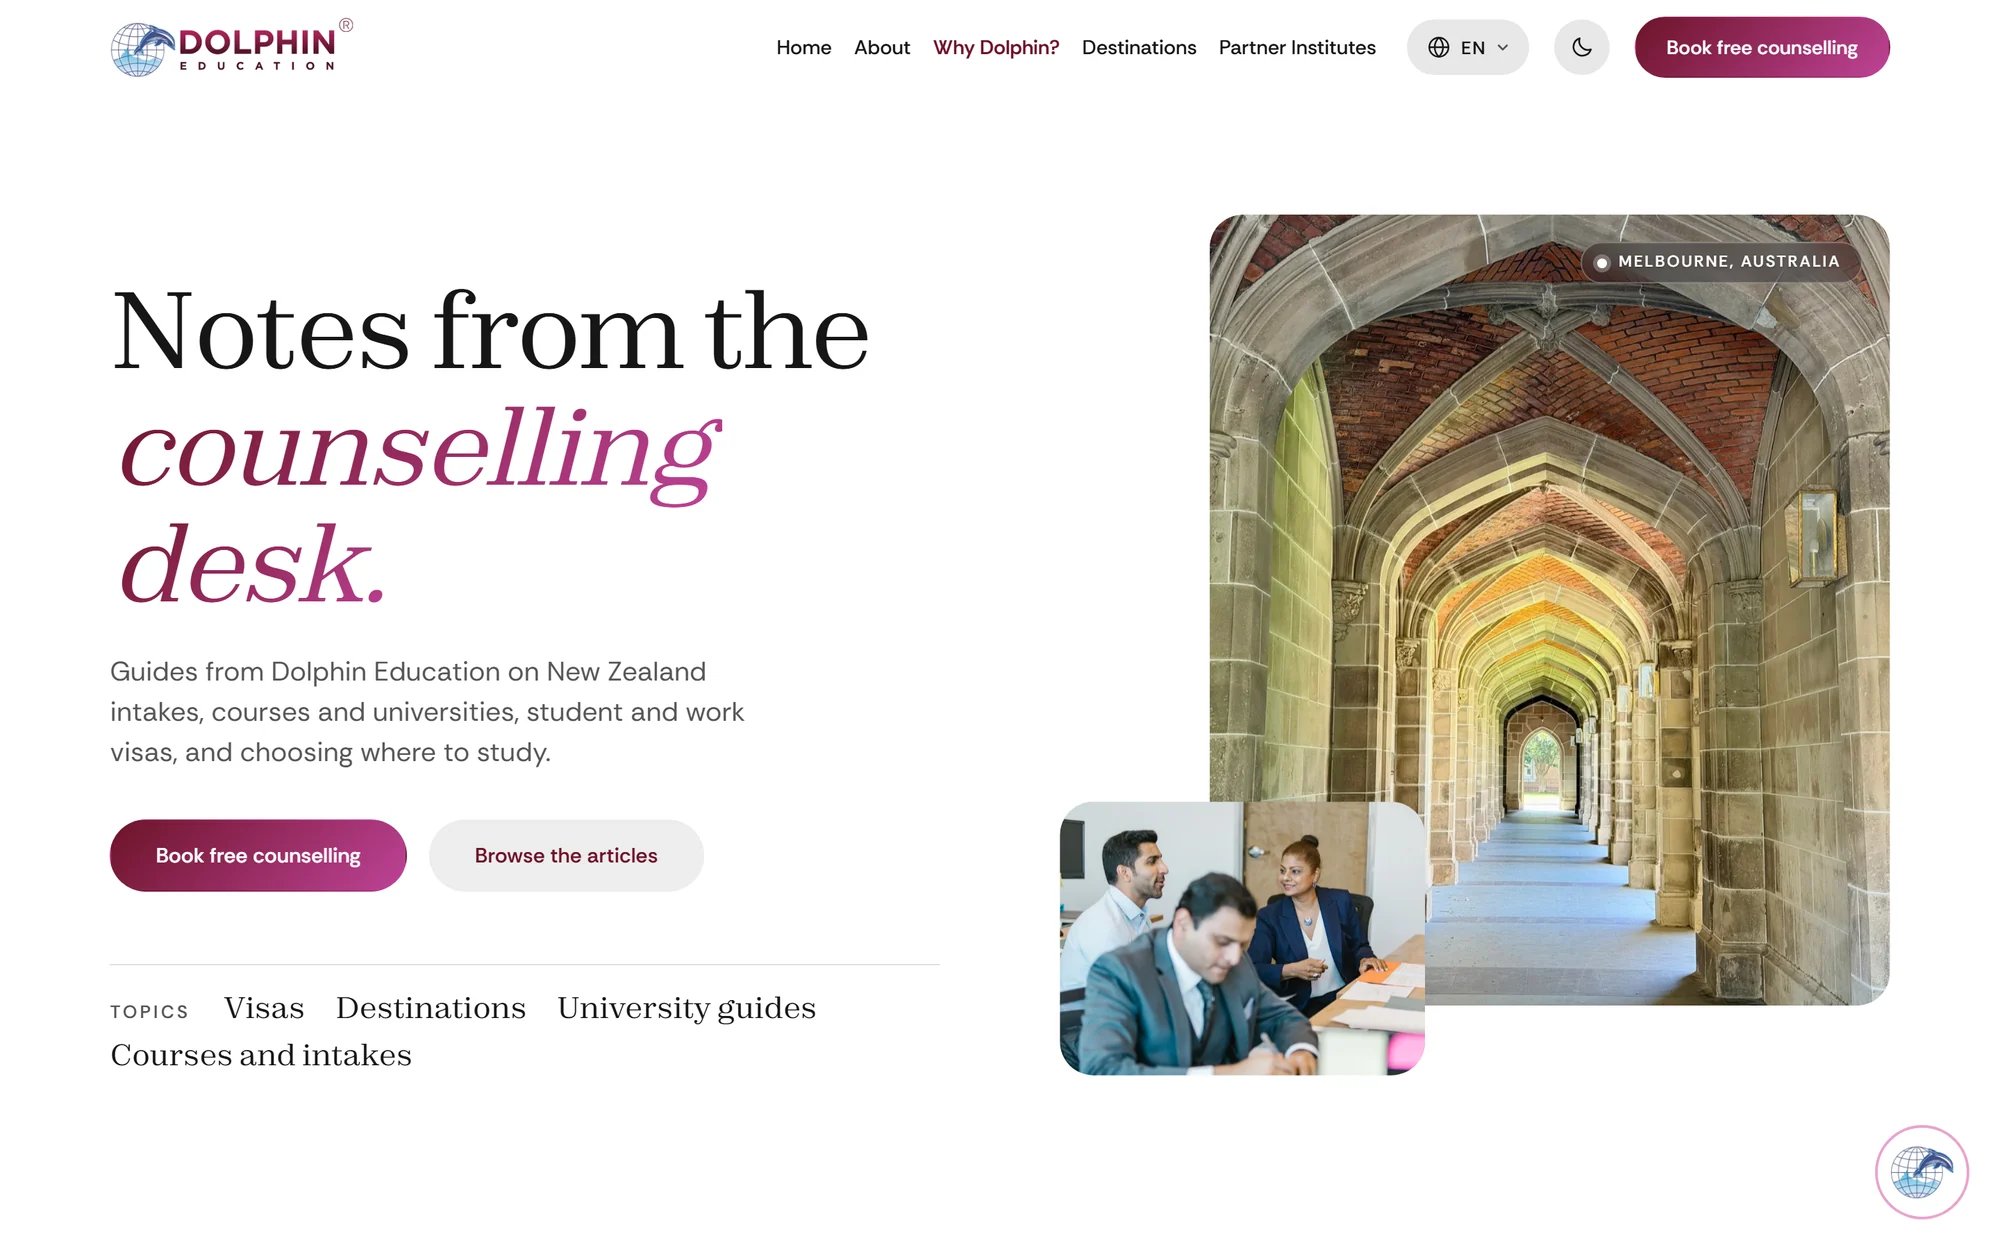 DOLPHIN®
EDUCATION
Home About Why Dolphin? Destinations Partner Institutes EN Book free counselling
MELBOURNE, AUSTRALIA
Notes from the
counselling
desk.
Guides from Dolphin Education on New Zealand
intakes, courses and universities, student and work
visas, and choosing where to study.
Book free counselling Browse the articles
TOPICS Visas Destinations University guides
Courses and intakes